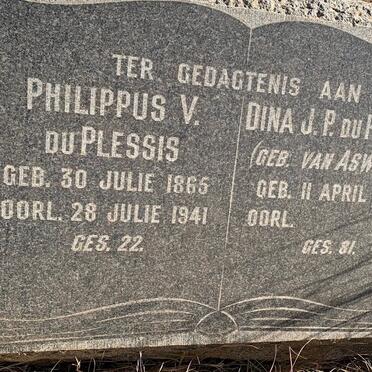 TER GEDAGTENIS AAN
PHILIPPUS V.
DU PLESSIS
GEB. 30 JULIE 1865
OORL. 28 JULIE 1941
GES. 22.
DINA J. P. DU
(GEB. VAN
GEB. 11 APRIL
OORL.
GES. 81.